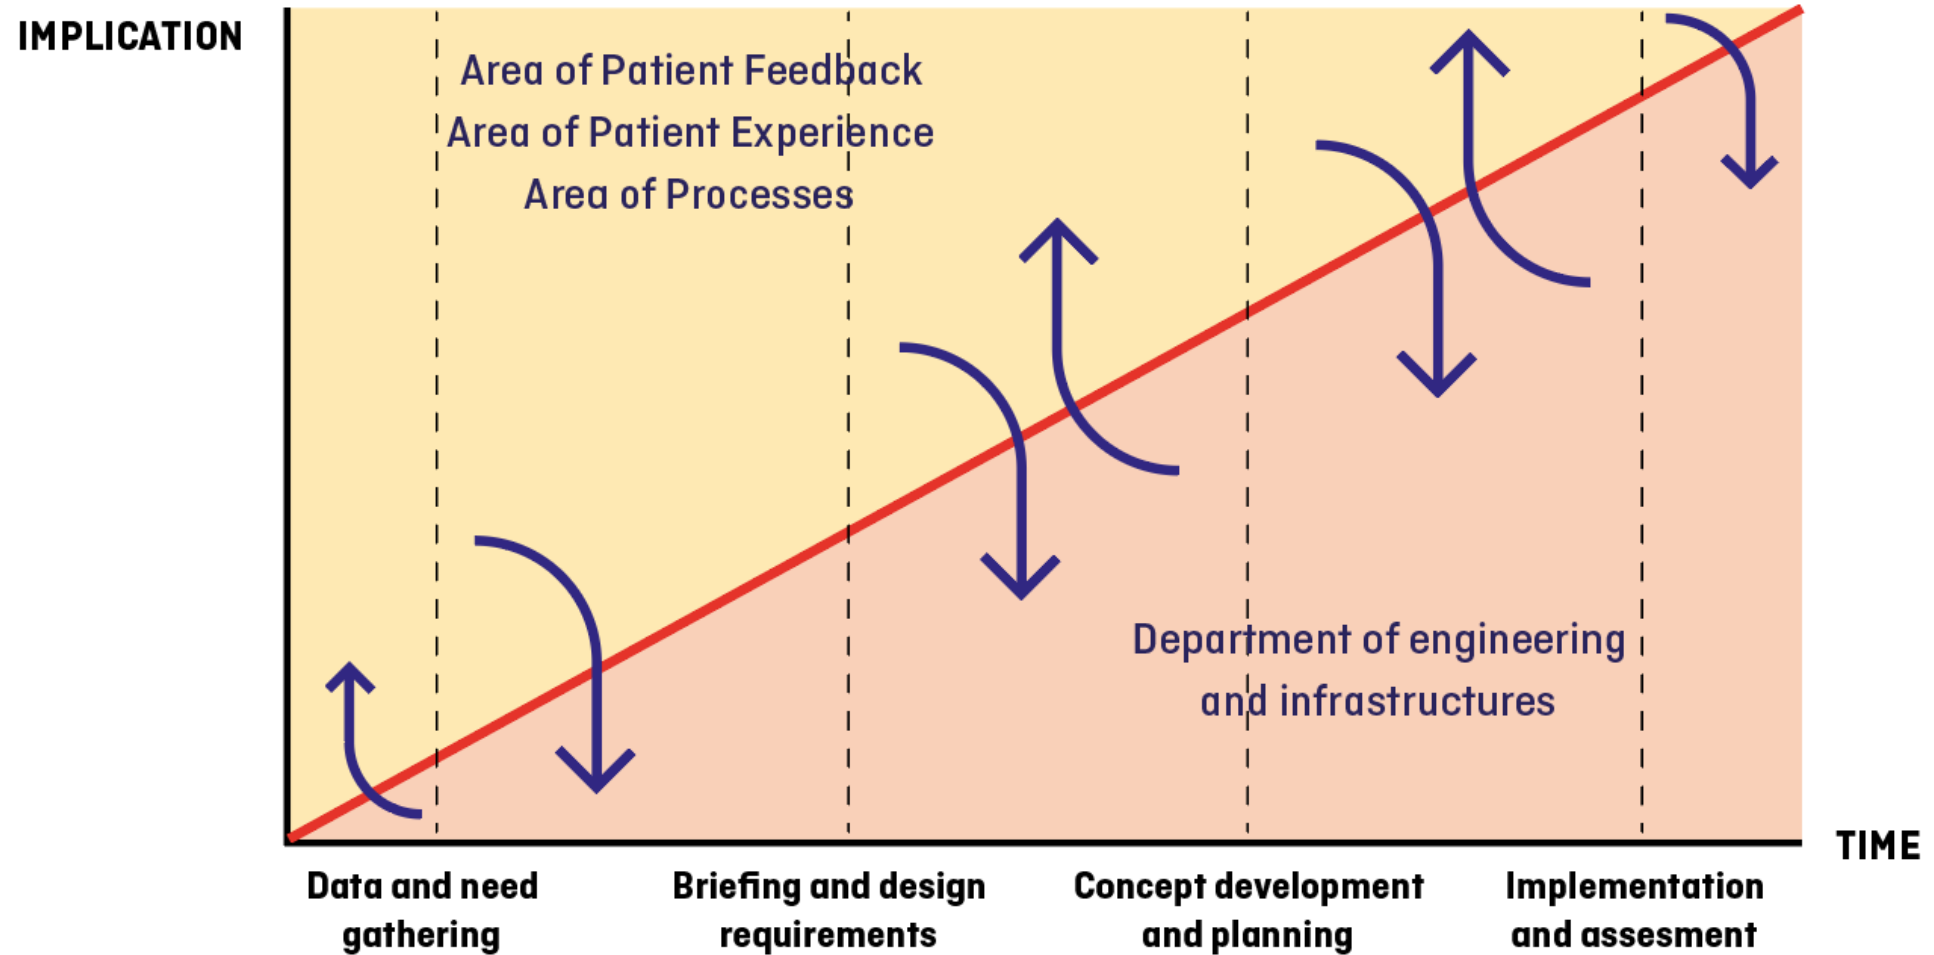 IMPLICATION
Area of Patient Feedback
Area of Patient Experience
Area of Processes
Department of engineering
and infrastructures
TIME
Data and need
gathering
Briefing and design
requirements
Concept development
and planning
Implementation
and assesment